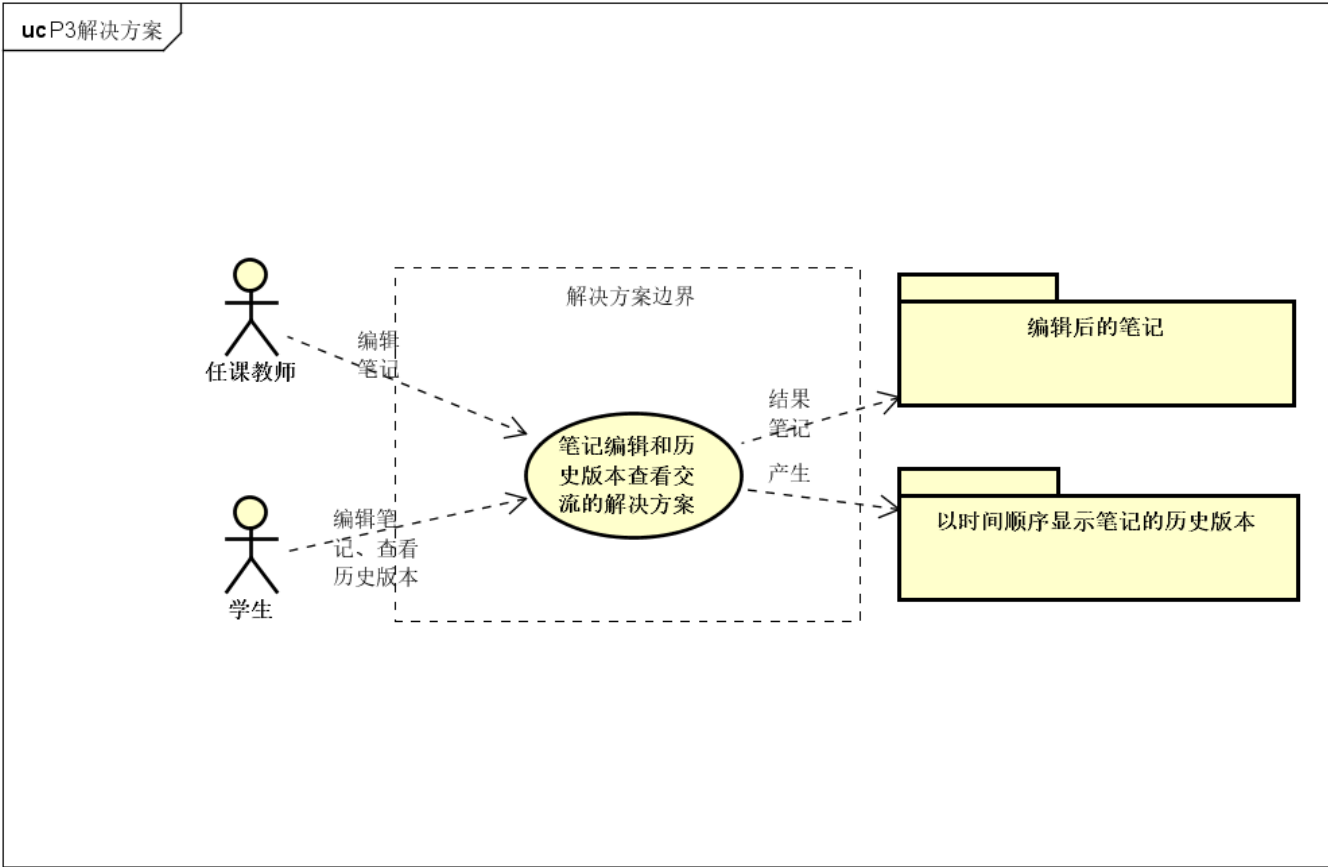 uc P3解决方案
解决方案边界
编辑
笔记
任课教师
编辑笔
记、查看
历史版本
学生
笔记编辑和历
史版本查看交
流的解决方案
结果
笔记
产生
编辑后的笔记
以时间顺序显示笔记的历史版本